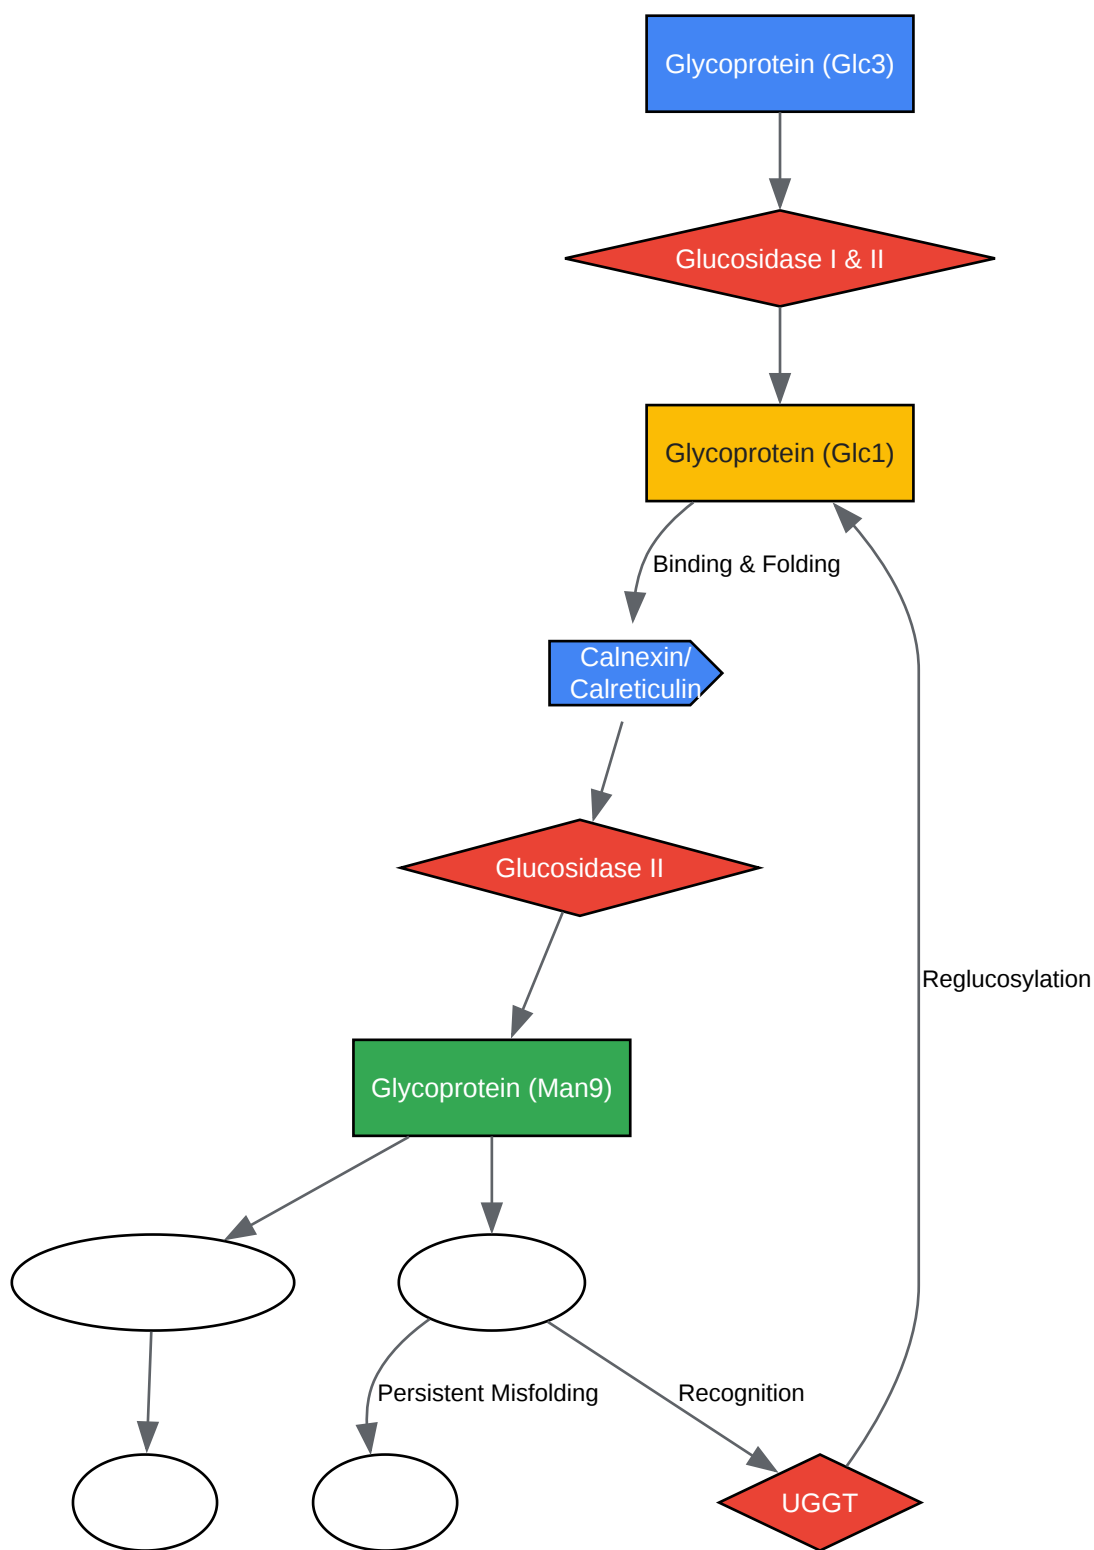 Glycoprotein (Glc3)
Glucosidase I & II
Glycoprotein (Glc1)
Binding & Folding
Calnexin/
Calreticulin
Glucosidase II
Reglucosylation
Glycoprotein (Man9)
Persistent Misfolding
Recognition
UGGT